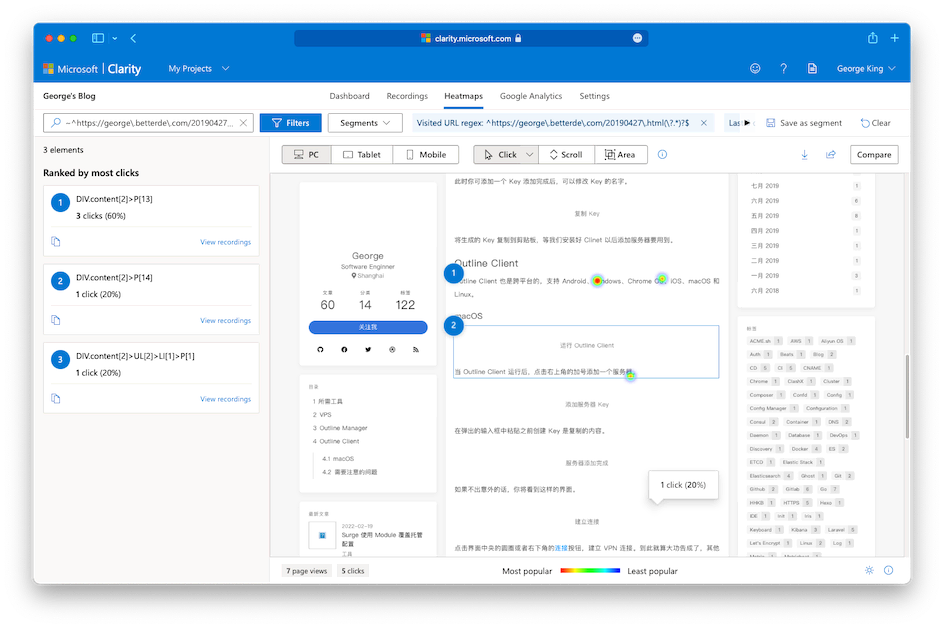 clarity.microsoft.com
Microsoft | Clarity
My Projects
George King
George's Blog
Dashboard
Recordings
Heatmaps
Google Analytics
Settings
~^https://george\.betterde\.com/20190427...
Filters
Segments
Visited URL regex: ^https://george\.betterde\.com/20190427\.html(\?.*)?$
Las
Save as segment
Clear
3 elements
PC
Tablet
Mobile
Click
Scroll
Area
Compare
Ranked by most clicks
1
DIV.content[2]>P[13]
3 clicks (60%)
View recordings
2
DIV.content[2]>P[14]
1 click (20%)
View recordings
3
DIV.content[2]>UL[2]>LI[1]>P[1]
1 click (20%)
View recordings
George
Software Enginner
Shanghai
文章 分类 标签
60 14 122
关注我
目录
1 所需工具
2 VPS
3 Outline Manager
4 Outline Client
4.1 macOS
4.2 需要注意的问题
最新文章
2022-02-19
Surge 使用 Module 覆盖托管
配置
工具
此时你可添加一个 Key 添加完成后，可以修改 Key 的名字。
复制 Key
将生成的 Key 复制到剪贴板，等我们安装好 Clinet 以后添加服务器要用到。
Outline Client
1
utline Client 也是跨平台的。支持 Android、 ndows、Chrome iOS、macOS 和
Linux。
macOS
2
运行 Outline Client
当 Outline Client 运行后，点击右上角的加号添加一个服务器
添加服务器 Key
在弹出的输入框中粘贴之前创建 Key 是复制的内容。
服务器添加完成
如果不出意外的话，你将看到这样的界面。
1 click (20%)
建立连接
点击界面中央的圆圈或者右下角的连接按钮，建立 VPN 连接。到此就算大功告成了，其他
七月 2019 1
六月 2019 6
五月 2019 8
四月 2019 1
三月 2019 1
二月 2019 1
一月 2019 2
六月 2018 1
标签
ACME.sh 1 AWS 1 Aliyun OS 1
Auth 1 Beats 1 Blog 2
CD 5 CI 5 CNAME 1
Chrome 1 ClashX 1 Cluster 1
Composer 1 Confd 3 Config 1
Config Manager 1 Configuration 1
Consul 2 Container 1 DNS 2
Daemon 1 Database 1 DevOps 1
Discovery 1 Docker 4 ES 2
ETCD 1 Elastic Stack 1
Elasticsearch 4 Ghost 1 Git 2
Github 2 Gitlab 6 Go 7
HHKB 1 HTTPS 5 Hexo 1
IDE 1
Keyboard 1 Kibana 3 Laravel 5
Let's Encrypt 1 Linux 3 Log 1
7 page views
5 clicks
Most popular
Least popular